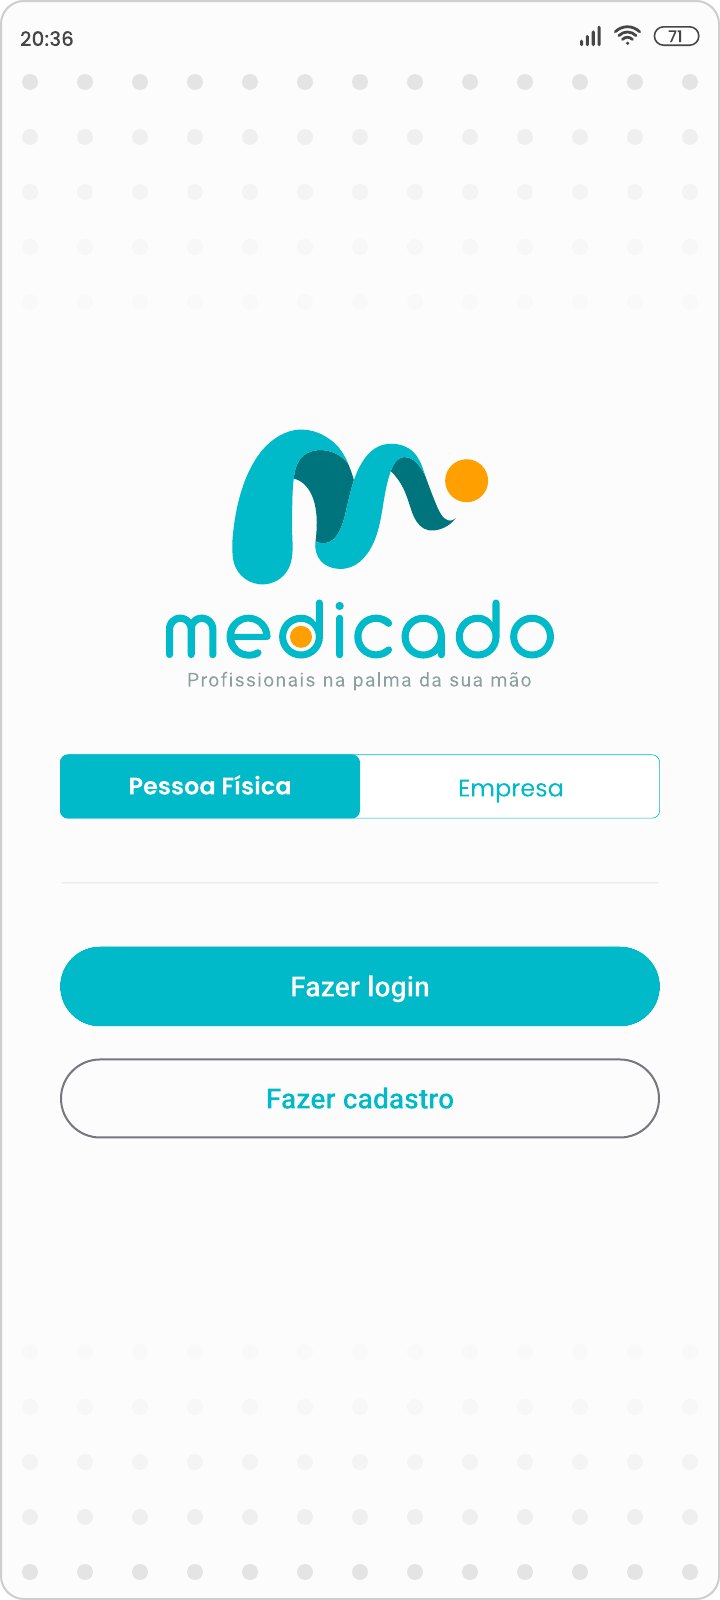 20:36
71
medicado
Profissionais na palma da sua mão
Pessoa Física
Empresa
Fazer login
Fazer cadastro